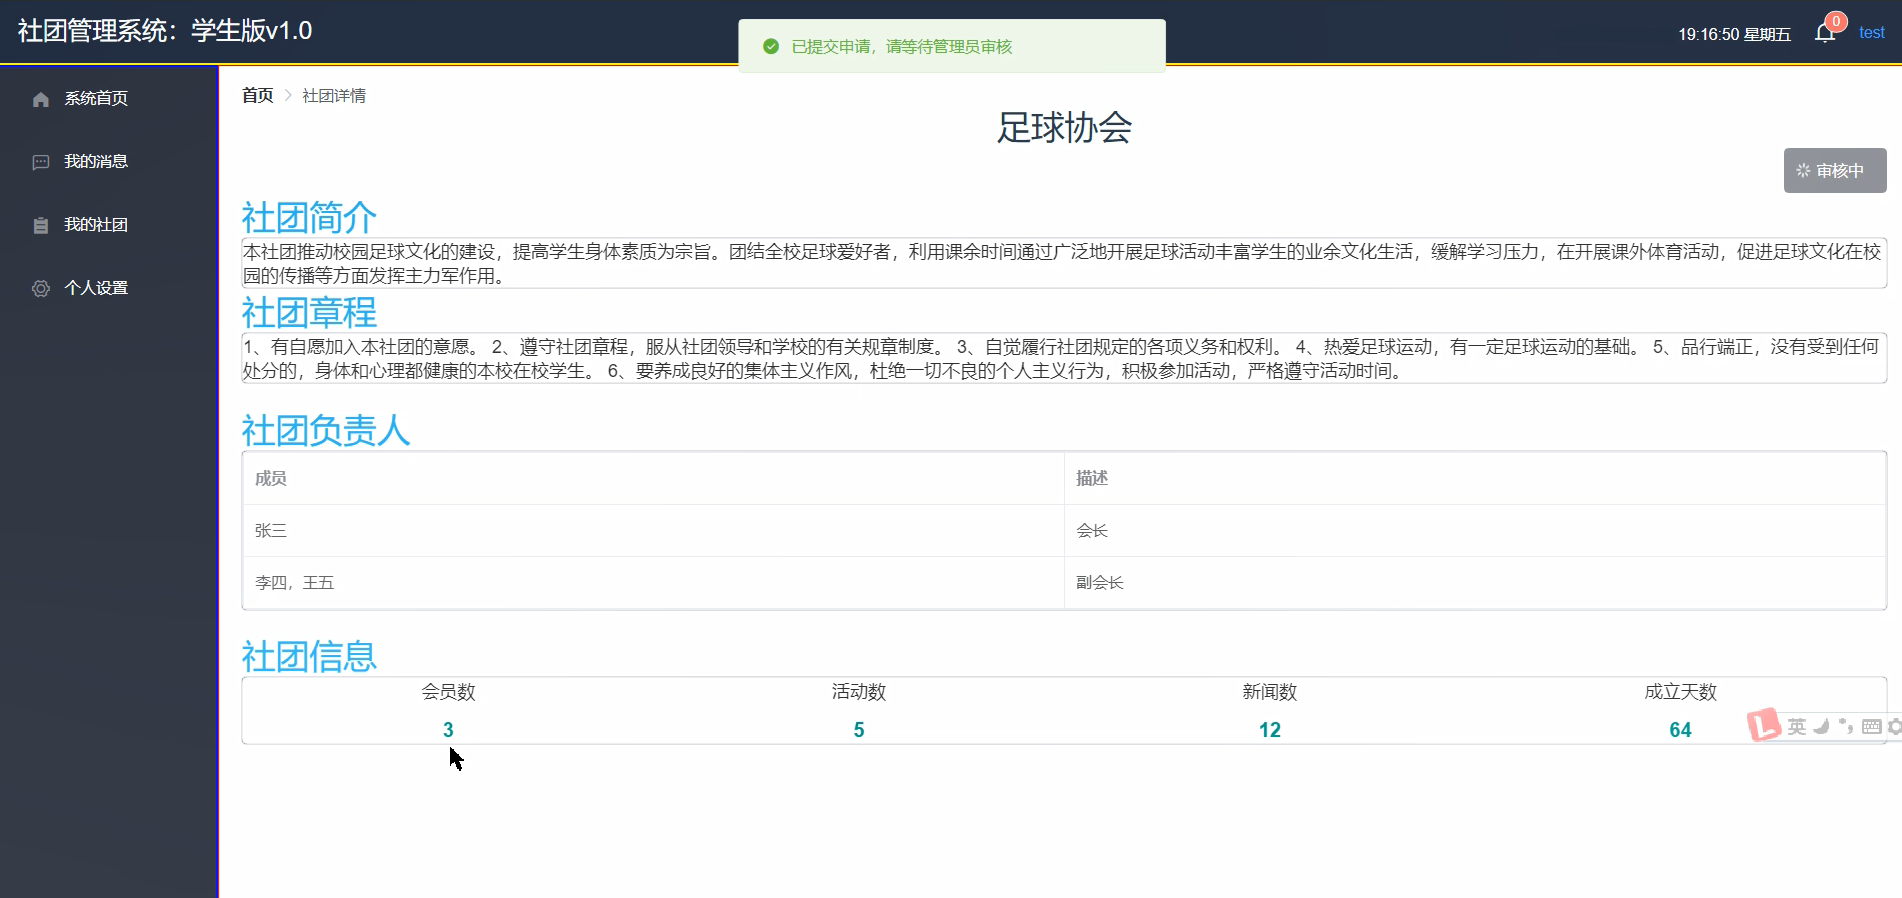 社团管理系统：学生版v1.0
已提交申请，请等待管理员审核
19:16:50 星期五
0
test
系统首页
我的消息
我的社团
个人设置
首页 > 社团详情
足球协会
审核中
社团简介
本社团推动校园足球文化的建设，提高学生身体素质为宗旨。团结全校足球爱好者，利用课余时间通过广泛地开展足球活动丰富学生的业余文化生活，缓解学习压力，在开展课外体育活动，促进足球文化在校
园的传播等方面发挥主力军作用。
社团章程
1、有自愿加入本社团的意愿。 2、遵守社团章程，服从社团领导和学校的有关规章制度。 3、自觉履行社团规定的各项义务和权利。 4、热爱足球运动，有一定足球运动的基础。 5、品行端正，没有受到任何
处分的，身体和心理都健康的本校在校学生。 6、要养成良好的集体主义作风，杜绝一切不良的个人主义行为，积极参加活动，严格遵守活动时间。
社团负责人
成员 描述
张三 会长
李四，王五 副会长
社团信息
会员数 活动数 新闻数 成立天数
3 5 12 64
英